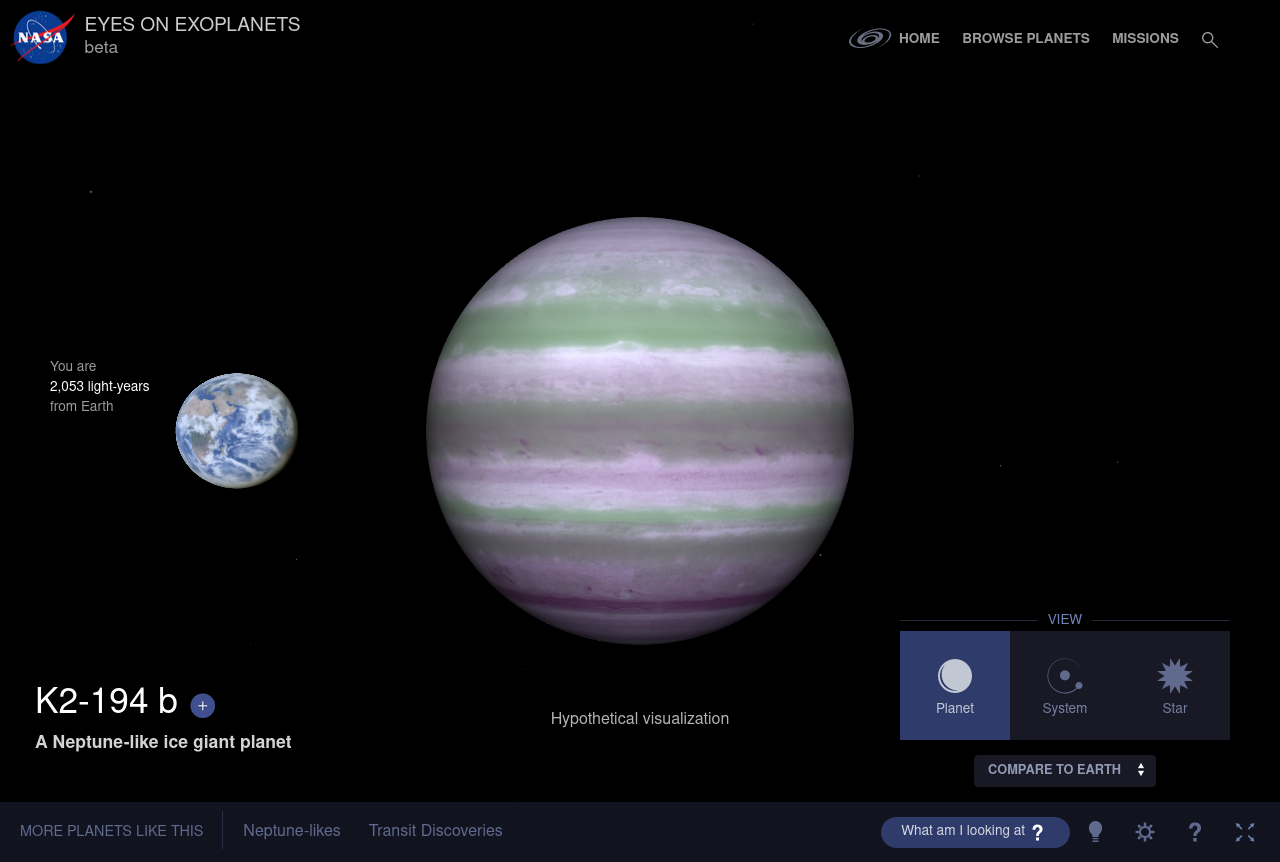 NASA
EYES ON EXOPLANETS
beta
HOME
BROWSE PLANETS
MISSIONS
You are
2,053 light-years
from Earth
VIEW
Planet
System
Star
K2-194 b +
A Neptune-like ice giant planet
Hypothetical visualization
COMPARE TO EARTH
MORE PLANETS LIKE THIS
Neptune-likes
Transit Discoveries
What am I looking at ?
?